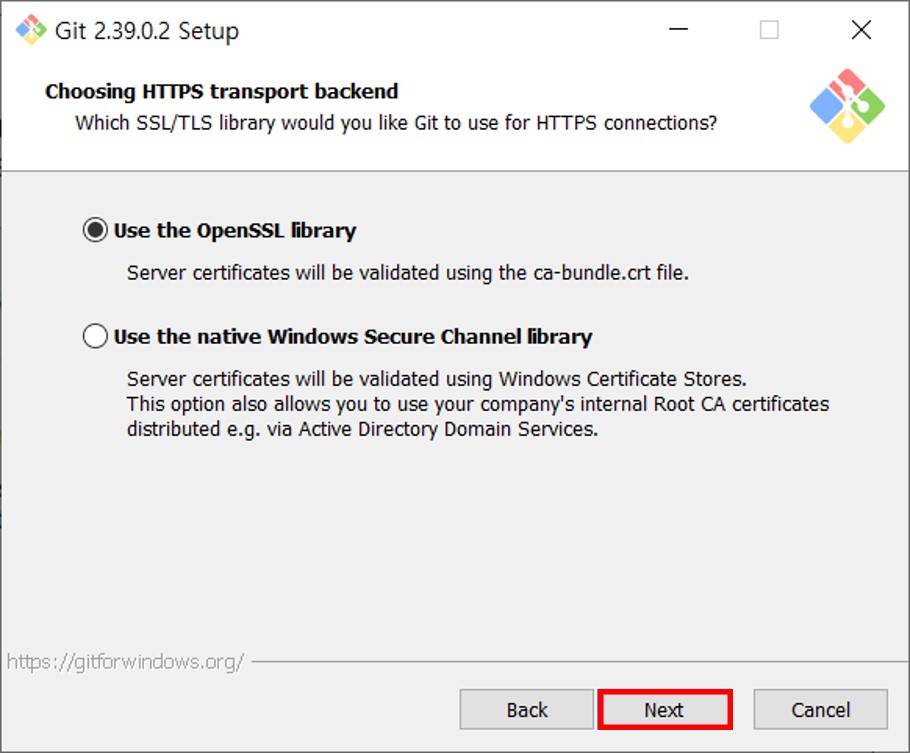 Git 2.39.0.2 Setup
Choosing HTTPS transport backend
Which SSL/TLS library would you like Git to use for HTTPS connections?
Use the OpenSSL library
Server certificates will be validated using the ca-bundle.crt file.
Use the native Windows Secure Channel library
Server certificates will be validated using Windows Certificate Stores.
This option also allows you to use your company's internal Root CA certificates
distributed e.g. via Active Directory Domain Services.
https://gitforwindows.org/
Back Next Cancel